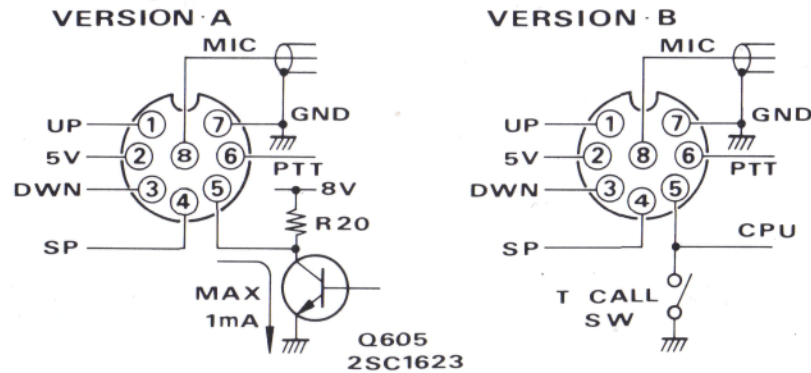 VERSION·A
MIC
GND
UP
1
7
5V
2
8
6
PTT
DWN
3
4
5
8V
R20
SP
MAX
1mA
Q605
2SC1623
VERSION·B
MIC
GND
UP
1
7
5V
2
8
6
PTT
DWN
3
4
5
SP
CPU
T CALL
SW